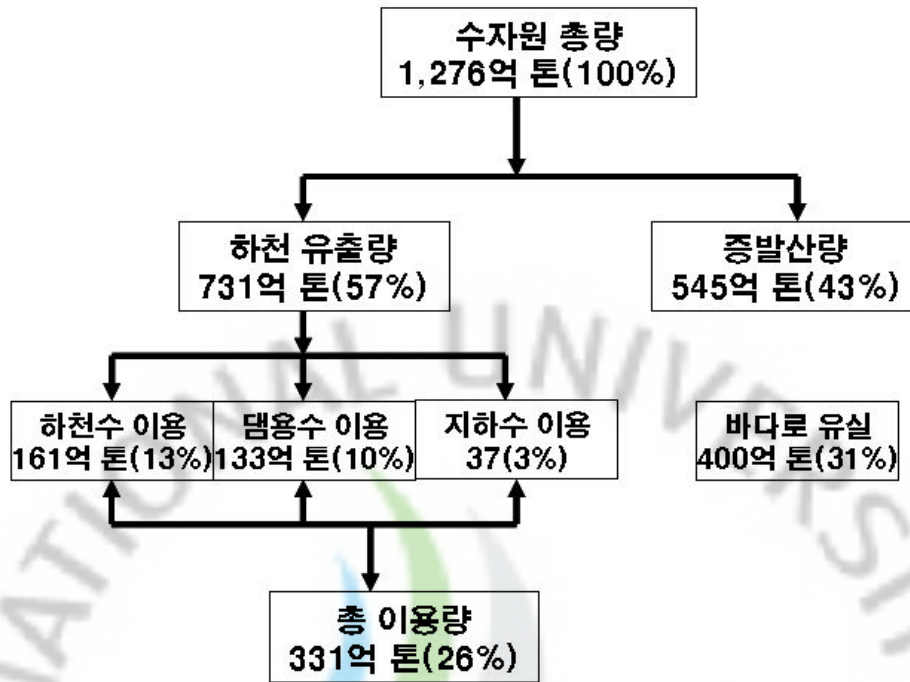 수자원 총량
1,276억 톤(100%)
하천 유출량
731억 톤(57%)
증발산량
545억 톤(43%)
하천수 이용
161억 톤(13%)
댐용수 이용
133억 톤(10%)
지하수 이용
37(3%)
바다로 유실
400억 톤(31%)
총 이용량
331억 톤(26%)
NATIONAL UNIVERSI